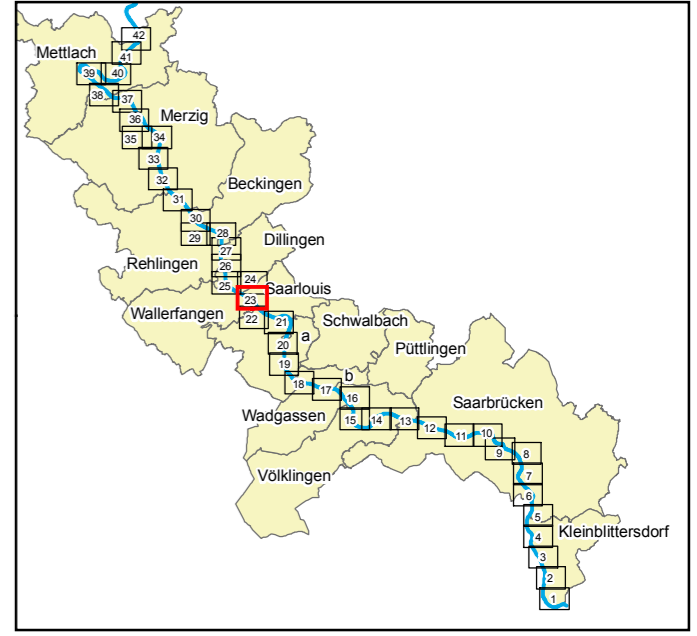 42
Mettlach
41
39
40
38
37
36
Merzig
35
34
33
32
Beckingen
31
30
29
28
Dillingen
27
Rehlingen
26
25
24
Saarlouis
23
Wallerfangen
22
21
Schwalbach
a
20
Püttlingen
19
b
18
17
16
Saarbrücken
Wadgassen
15
14
13
12
11
10
9
8
Völklingen
7
6
5
Kleinblittersdorf
4
3
2
1